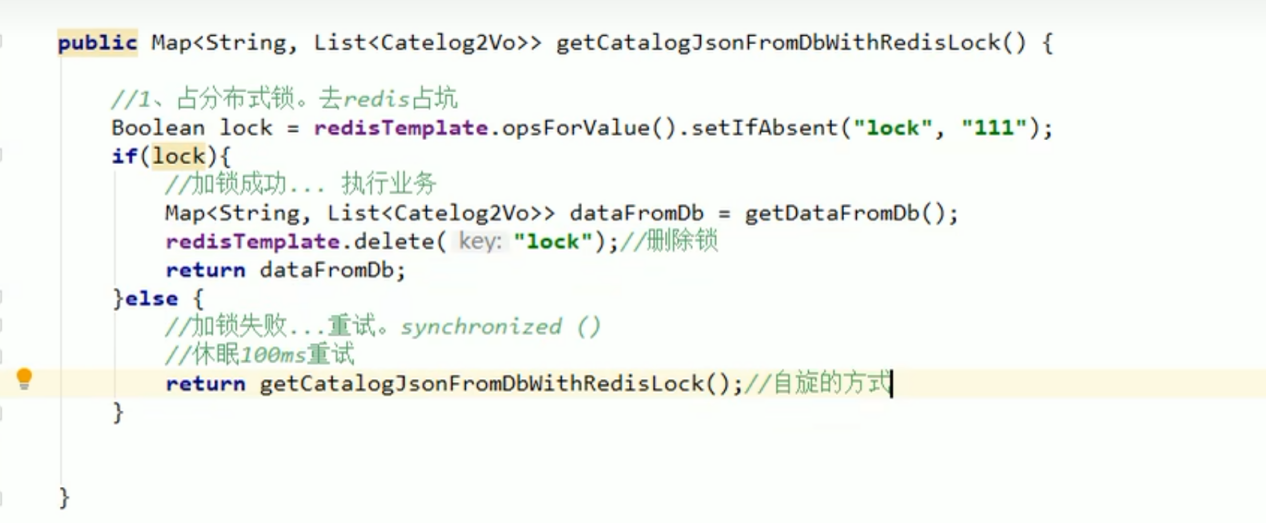 public Map<String, List<Catelog2Vo>> getCatalogJsonFromDbWithRedisLock() {
//1、占分布式锁。去redis占坑
Boolean lock = redisTemplate.opsForValue().setIfAbsent("lock", "111");
if(lock){
//加锁成功... 执行业务
Map<String, List<Catelog2Vo>> dataFromDb = getDataFromDb();
redisTemplate.delete( key: "lock");//删除锁
return dataFromDb;
}else {
//加锁失败...重试。synchronized ()
//休眠100ms重试
return getCatalogJsonFromDbWithRedisLock();//自旋的方式
}
}